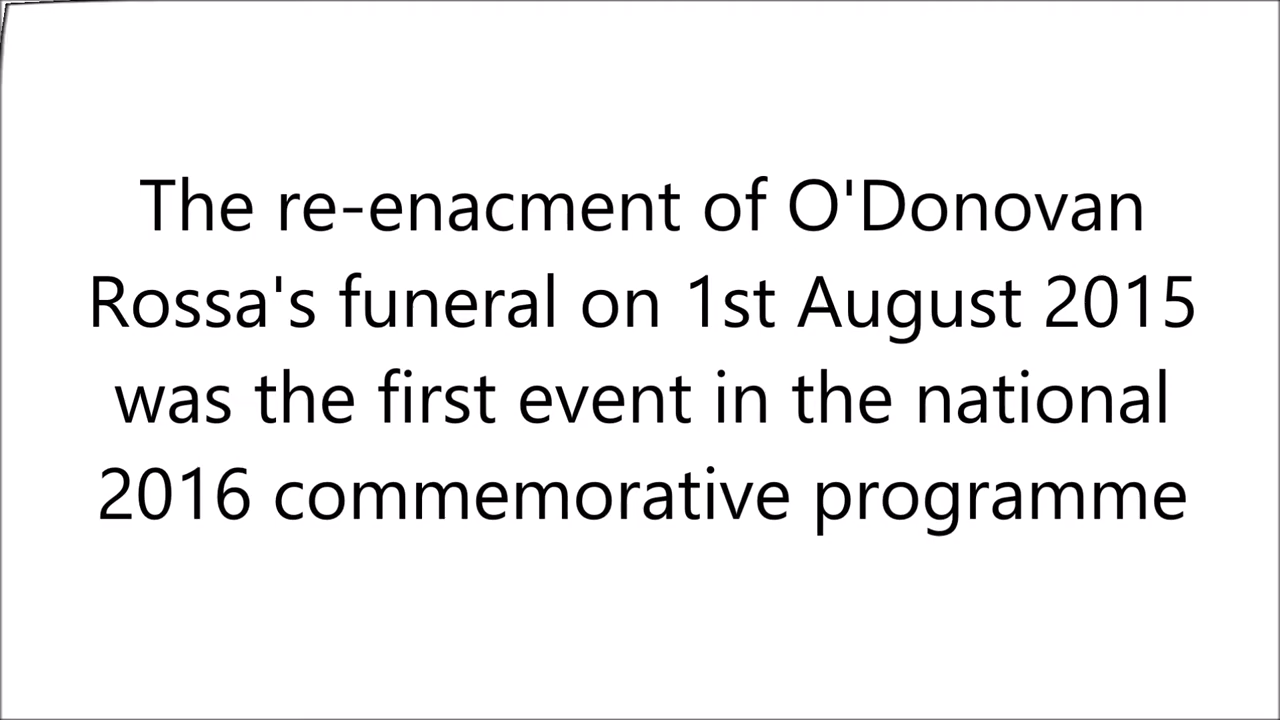 The re-enacment of O'Donovan
Rossa's funeral on 1st August 2015
was the first event in the national
2016 commemorative programme